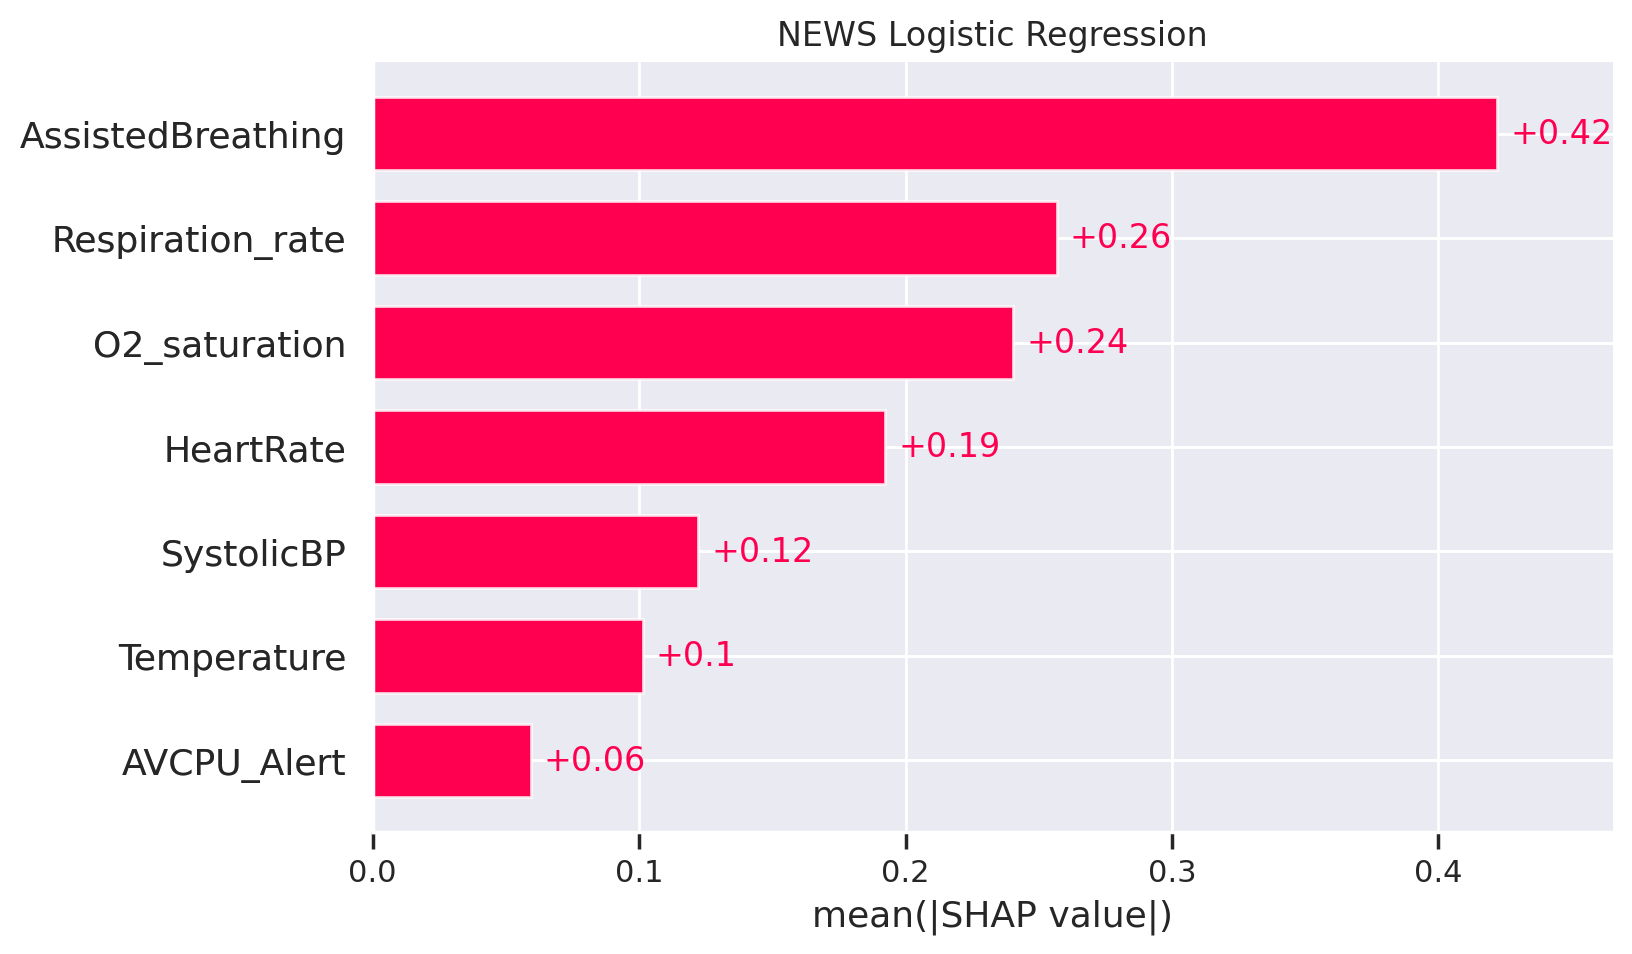 NEWS Logistic Regression
AssistedBreathing
+0.42
Respiration_rate
+0.26
O2_saturation
+0.24
HeartRate
+0.19
SystolicBP
+0.12
Temperature
+0.1
AVCPU_Alert
+0.06
0.0 0.1 0.2 0.3 0.4
mean(|SHAP value|)